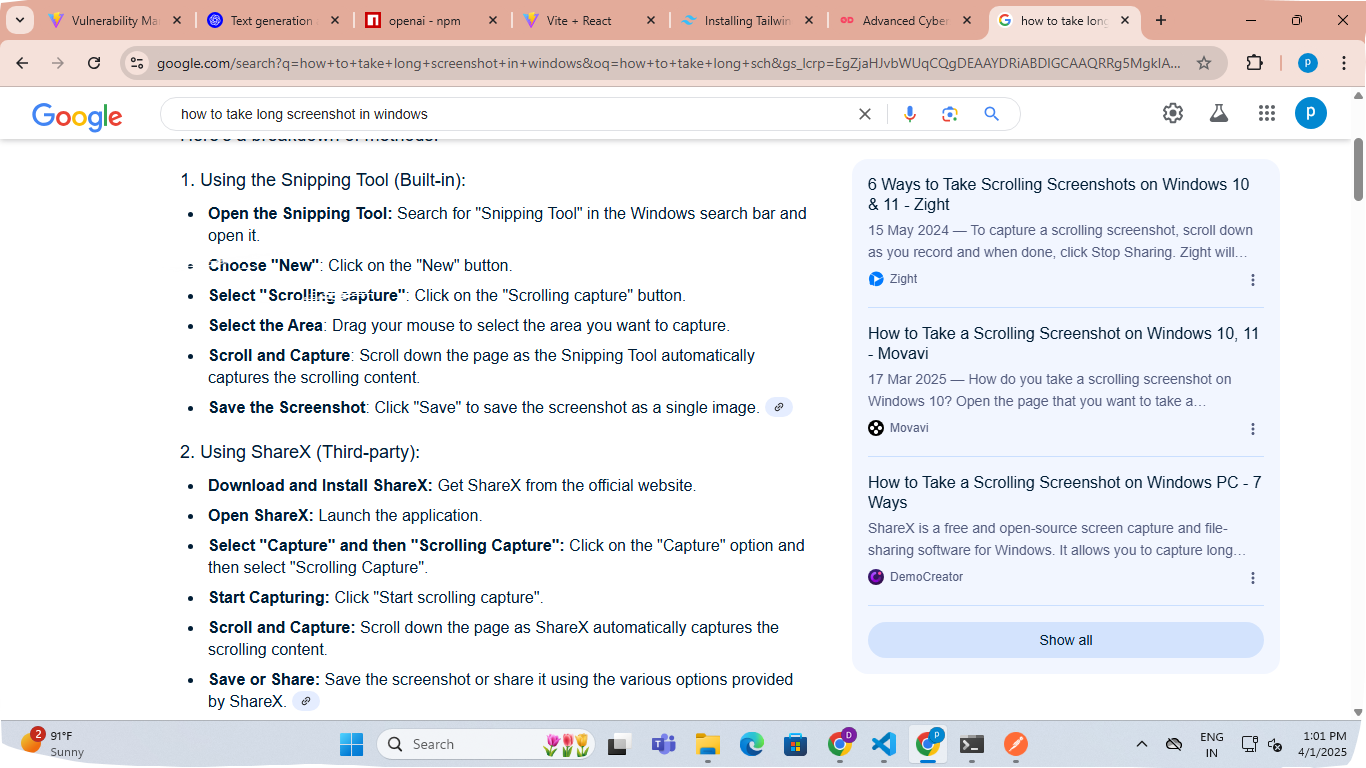 Vulnerability Ma
Text generation
openai - npm
Vite + React
Installing Tailwin
Advanced Cyber
how to take long
google.com/search?q=how+to+take+long+screenshot+in+windows&oq=how+to+take+long+sch&gs_lcrp=EgZjaHJvbWUqCQgDEAAYDRiABDIGCAAQRRg5MgkIA...
p
Google
how to take long screenshot in windows
p
Here's a breakdown of methods:
1. Using the Snipping Tool (Built-in):
• Open the Snipping Tool: Search for "Snipping Tool" in the Windows search bar and
open it.
• Choose "New": Click on the "New" button.
• Select "Scrolling capture": Click on the "Scrolling capture" button.
• Select the Area: Drag your mouse to select the area you want to capture.
• Scroll and Capture: Scroll down the page as the Snipping Tool automatically
captures the scrolling content.
• Save the Screenshot: Click "Save" to save the screenshot as a single image.
2. Using ShareX (Third-party):
• Download and Install ShareX: Get ShareX from the official website.
• Open ShareX: Launch the application.
• Select "Capture" and then "Scrolling Capture": Click on the "Capture" option and
then select "Scrolling Capture".
• Start Capturing: Click "Start scrolling capture".
• Scroll and Capture: Scroll down the page as ShareX automatically captures the
scrolling content.
• Save or Share: Save the screenshot or share it using the various options provided
by ShareX.
6 Ways to Take Scrolling Screenshots on Windows 10
& 11 - Zight
15 May 2024 — To capture a scrolling screenshot, scroll down
as you record and when done, click Stop Sharing. Zight will…
Zight
How to Take a Scrolling Screenshot on Windows 10, 11
- Movavi
17 Mar 2025 — How do you take a scrolling screenshot on
Windows 10? Open the page that you want to take a…
Movavi
How to Take a Scrolling Screenshot on Windows PC - 7
Ways
ShareX is a free and open-source screen capture and file-
sharing software for Windows. It allows you to capture long…
DemoCreator
Show all
2
91°F
Sunny
Search
D
p
ENG
IN
1:01 PM
4/1/2025